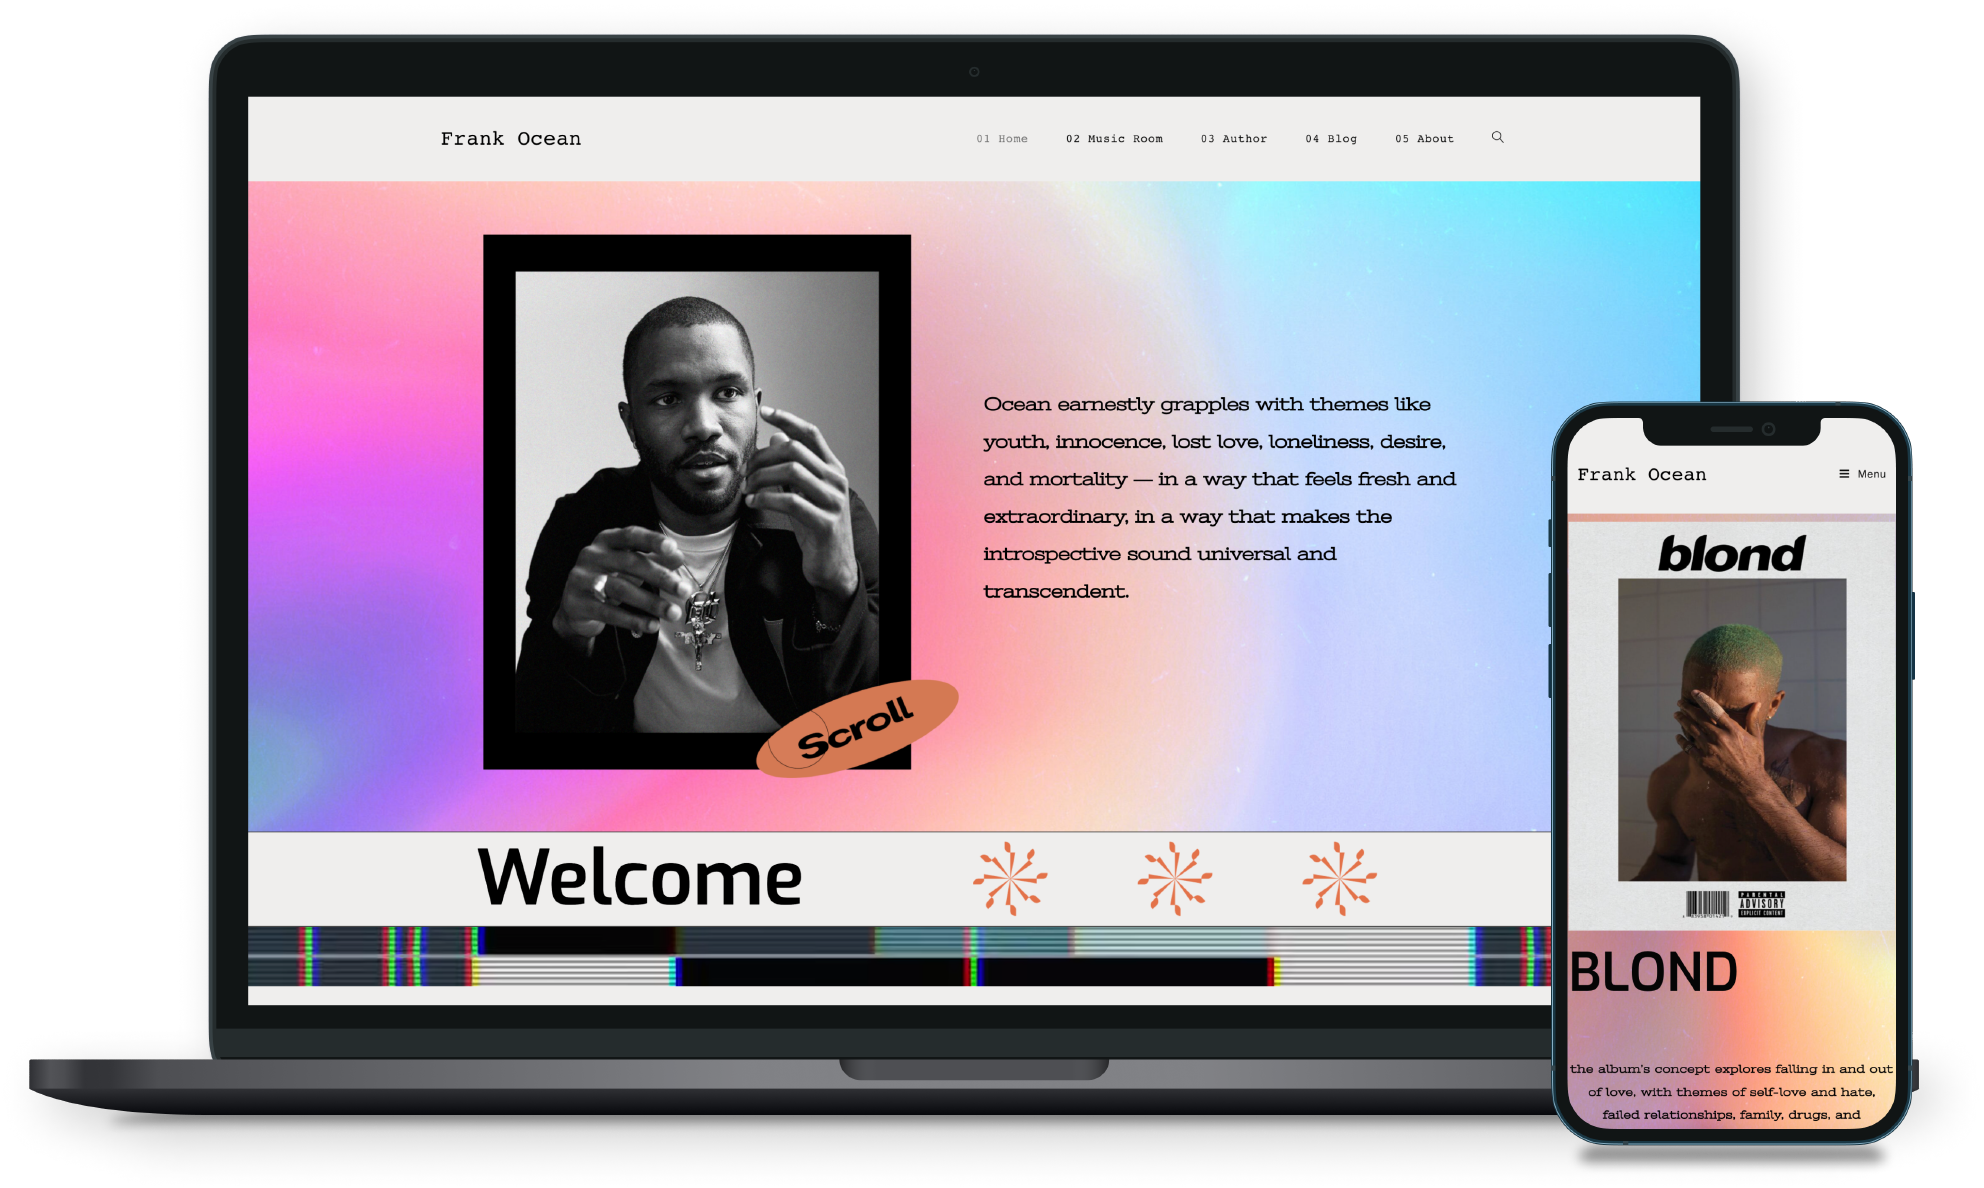 Frank Ocean
01 Home
02 Music Room
03 Author
04 Blog
05 About
Ocean earnestly grapples with themes like
youth, innocence, lost love, loneliness, desire,
and mortality — in a way that feels fresh and
extraordinary, in a way that makes the
introspective sound universal and
transcendent.
Scroll
Welcome
Frank Ocean
Menu
blond
PARENTAL
ADVISORY
EXPLICIT CONTENT
BLOND
the album's concept explores falling in and out
of love, with themes of self-love and hate,
failed relationships, family, drugs, and